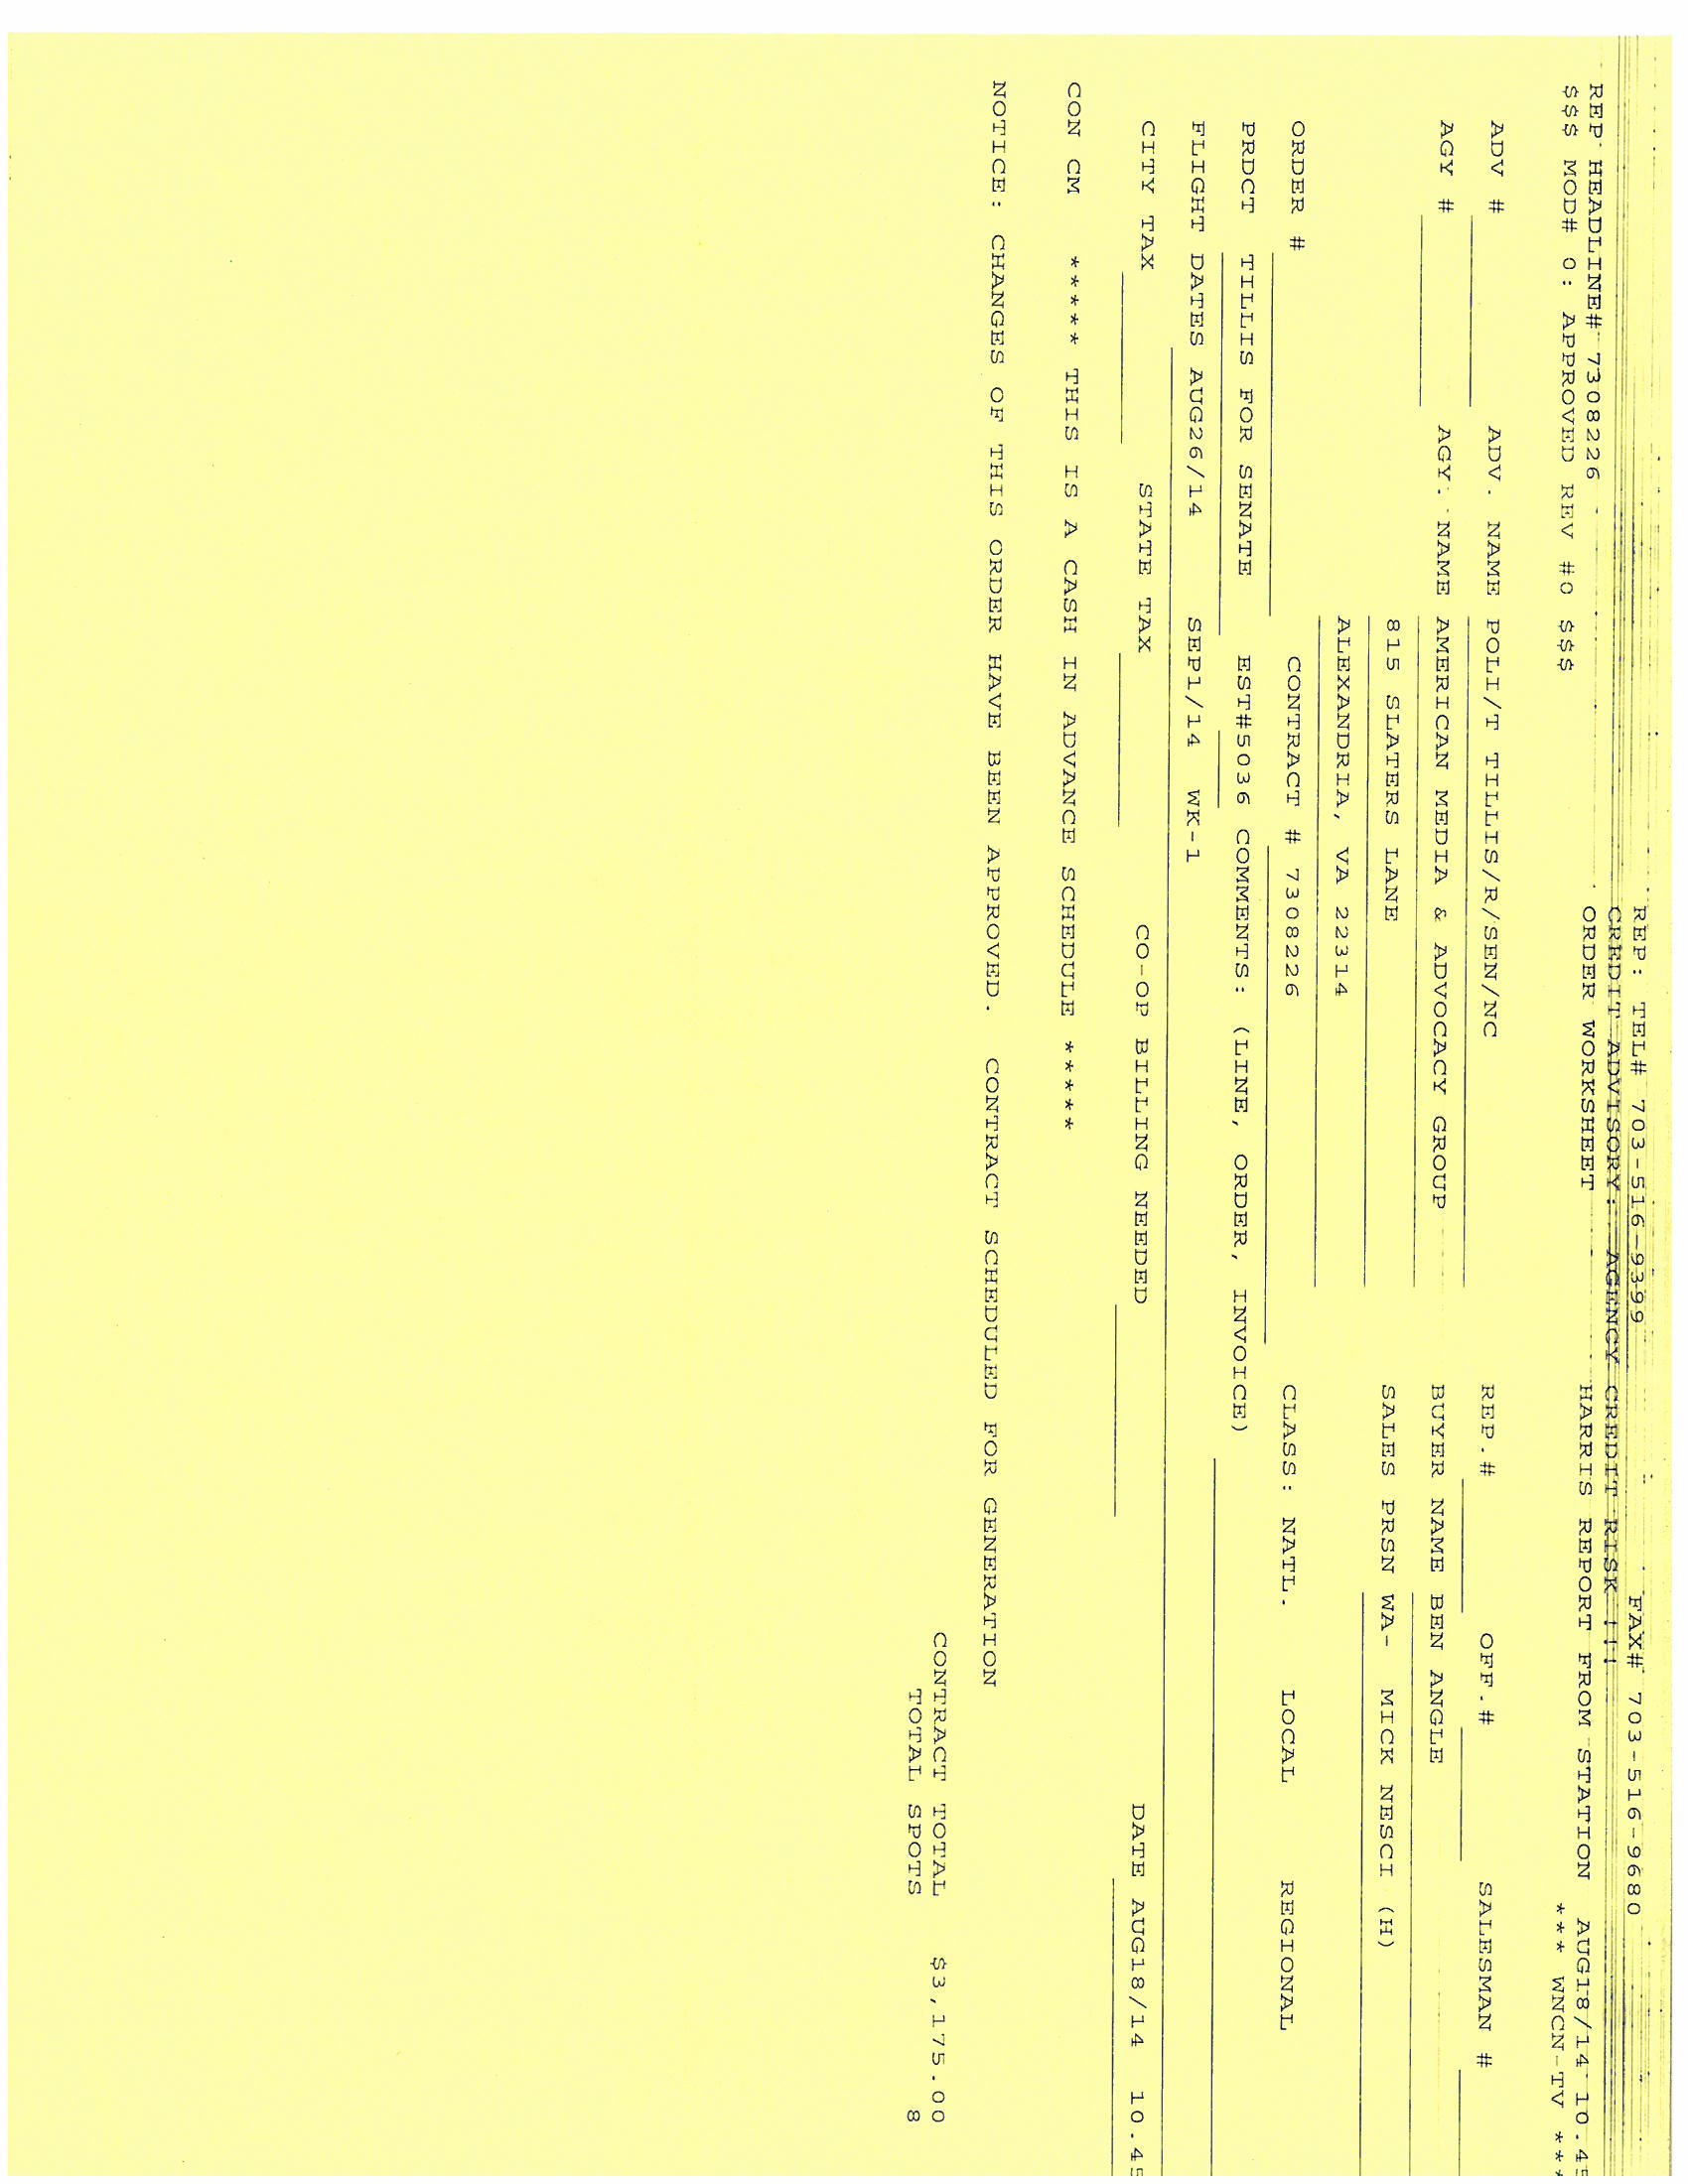 REP: TEL# 703-516-9399 FAX# 703-516-9680
CREDIT ADVISORY: AGENCY CREDIT RISK !!!
REP HEADLINE# 7308226 ORDER WORKSHEET HARRIS REPORT FROM STATION AUG18/14 10.45
$$$ MOD# 0: APPROVED REV #0 $$$ *** WNCN-TV ***
ADV # ADV. NAME POLI/T TILLIS/R/SEN/NC REP.# OFF.# SALESMAN #
AGY # AGY. NAME AMERICAN MEDIA & ADVOCACY GROUP BUYER NAME BEN ANGLE
815 SLATERS LANE SALES PRSN WA- MICK NESCI (H)
ALEXANDRIA, VA 22314
ORDER # CONTRACT # 7308226 CLASS: NATL. LOCAL REGIONAL
PRDCT TILLIS FOR SENATE EST#5036 COMMENTS: (LINE, ORDER, INVOICE)
FLIGHT DATES AUG26/14 SEP1/14 WK-1
CITY TAX STATE TAX CO-OP BILLING NEEDED DATE AUG18/14 10.45
CON CM ***** THIS IS A CASH IN ADVANCE SCHEDULE *****
NOTICE: CHANGES OF THIS ORDER HAVE BEEN APPROVED. CONTRACT SCHEDULED FOR GENERATION
CONTRACT TOTAL $3,175.00
TOTAL SPOTS 8